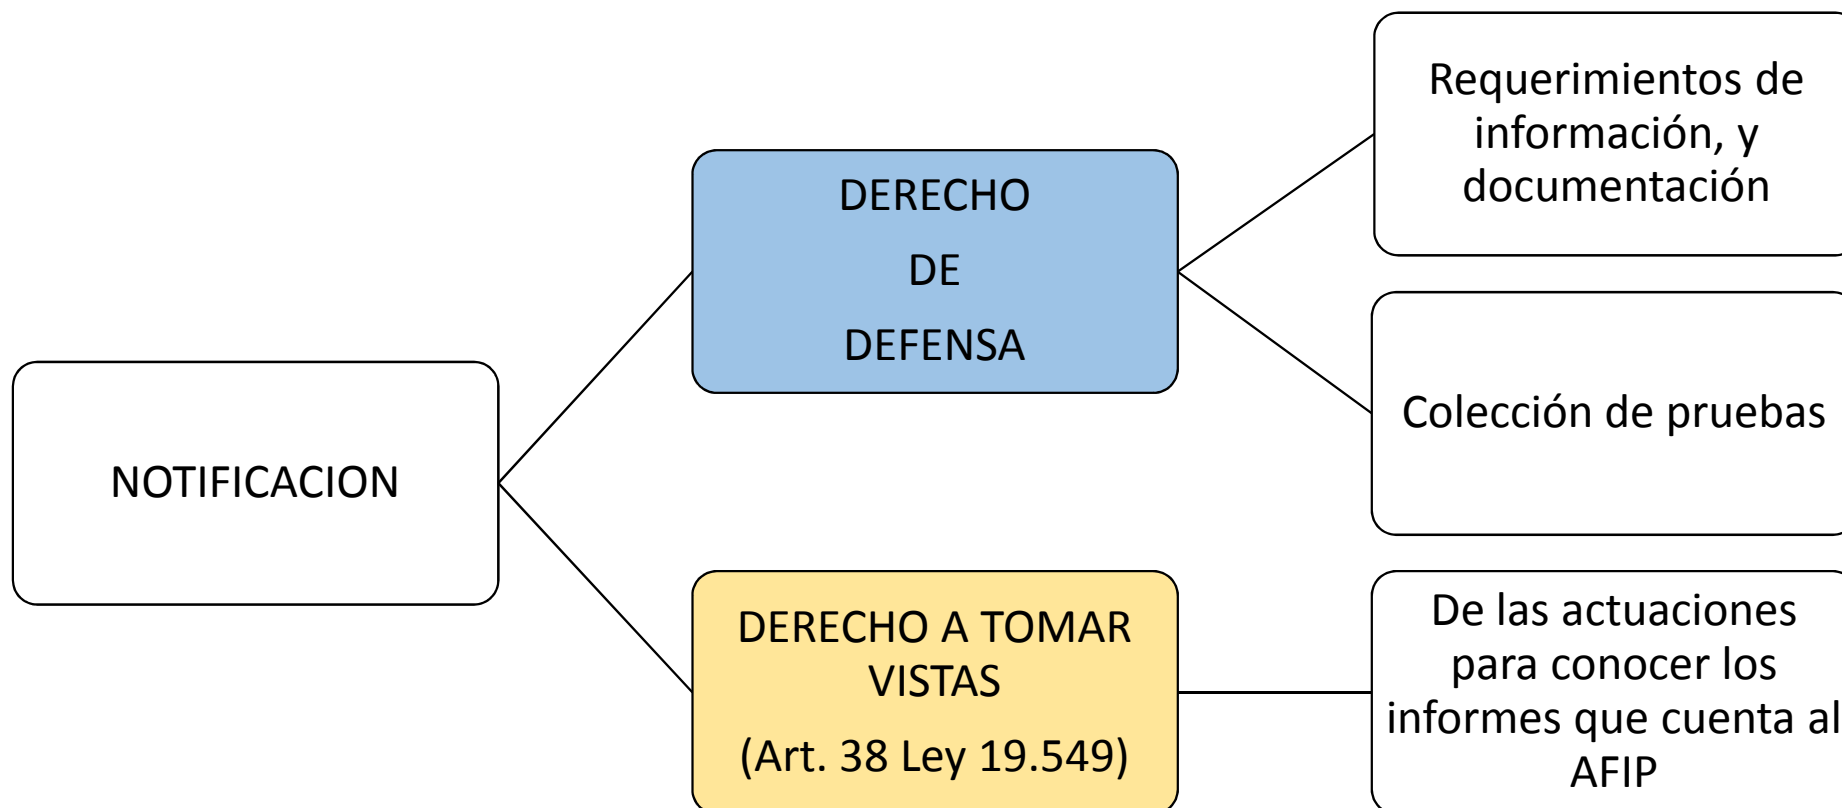 NOTIFICACION
DERECHO
DE
DEFENSA
DERECHO A TOMAR
VISTAS
(Art. 38 Ley 19.549)
Requerimientos de
información, y
documentación
Colección de pruebas
De las actuaciones
para conocer los
informes que cuenta al
AFIP